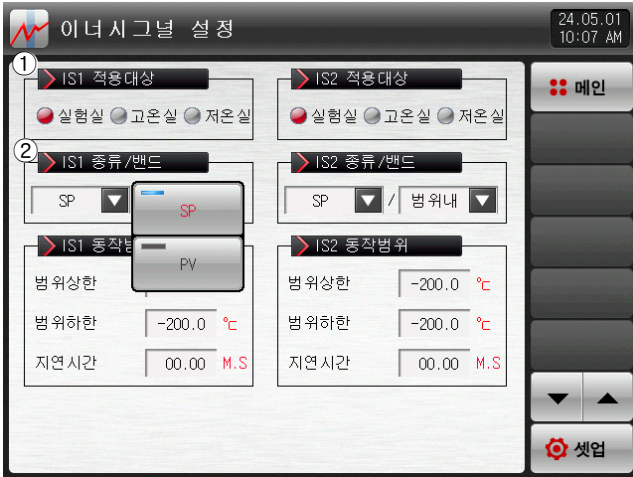 이너시그널 설정
24.05.01
10:07 AM
①
IS1 적용대상
실험실 고온실 저온실
IS2 적용대상
실험실 고온실 저온실
②
IS1 종류/밴드
SP
SP
PV
IS2 종류/밴드
SP / 범위내
IS1 동작
범위상한
범위하한 -200.0 ℃
지연시간 00.00 M.S
IS2 동작범위
범위상한 -200.0 ℃
범위하한 -200.0 ℃
지연시간 00.00 M.S
메인
셋업